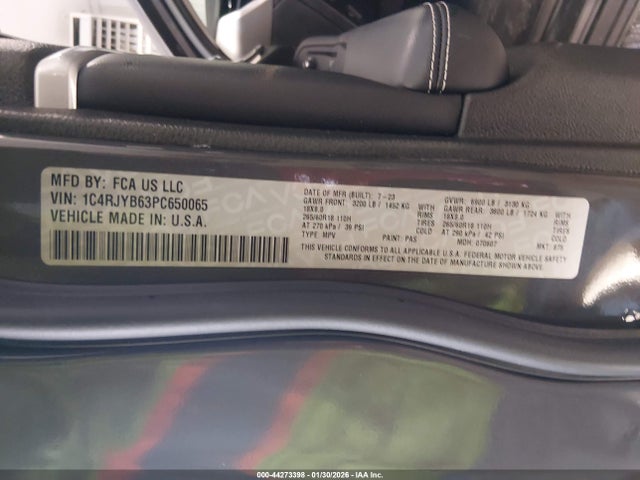 MFD BY: FCA US LLC
VIN: 1C4RJYB63PC650065
VEHICLE MADE IN U.S.A.
DATE OF MFR (BUILT): 7-23 GVWR: 6900 LB / 3130 KG
GAWR FRONT 3200 LB / 1452 KG WITH GAWR REAR 3800 LB / 1724 KG WITH
18X8.0 RIMS 18X8.0 RIMS
265/60R18 110H TIRES 265/60R18 110H TIRES
AT 270 kPa / 39 PSI COLD AT 290 kPa / 42 PSI COLD
TYPE: MPV PAINT: PAS MDH: 070907 MKT:
THIS VEHICLE CONFORMS TO ALL APPLICABLE U.S.A. FEDERAL MOTOR VEHICLE SAFETY
STANDARDS IN EFFECT ON THE DATE OF MANUFACTURE SHOWN ABOVE.
000-44273398 - 01/30/2026 - IAA Inc.